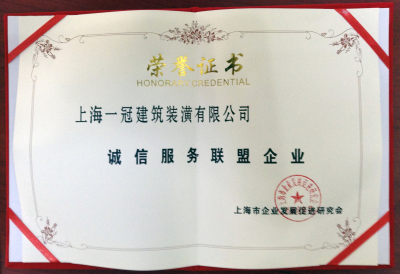 荣誉证书
HONORARY CREDENTIAL
上海一冠建筑装潢有限公司
诚信服务联盟企业
上海市企业发展促进研究会